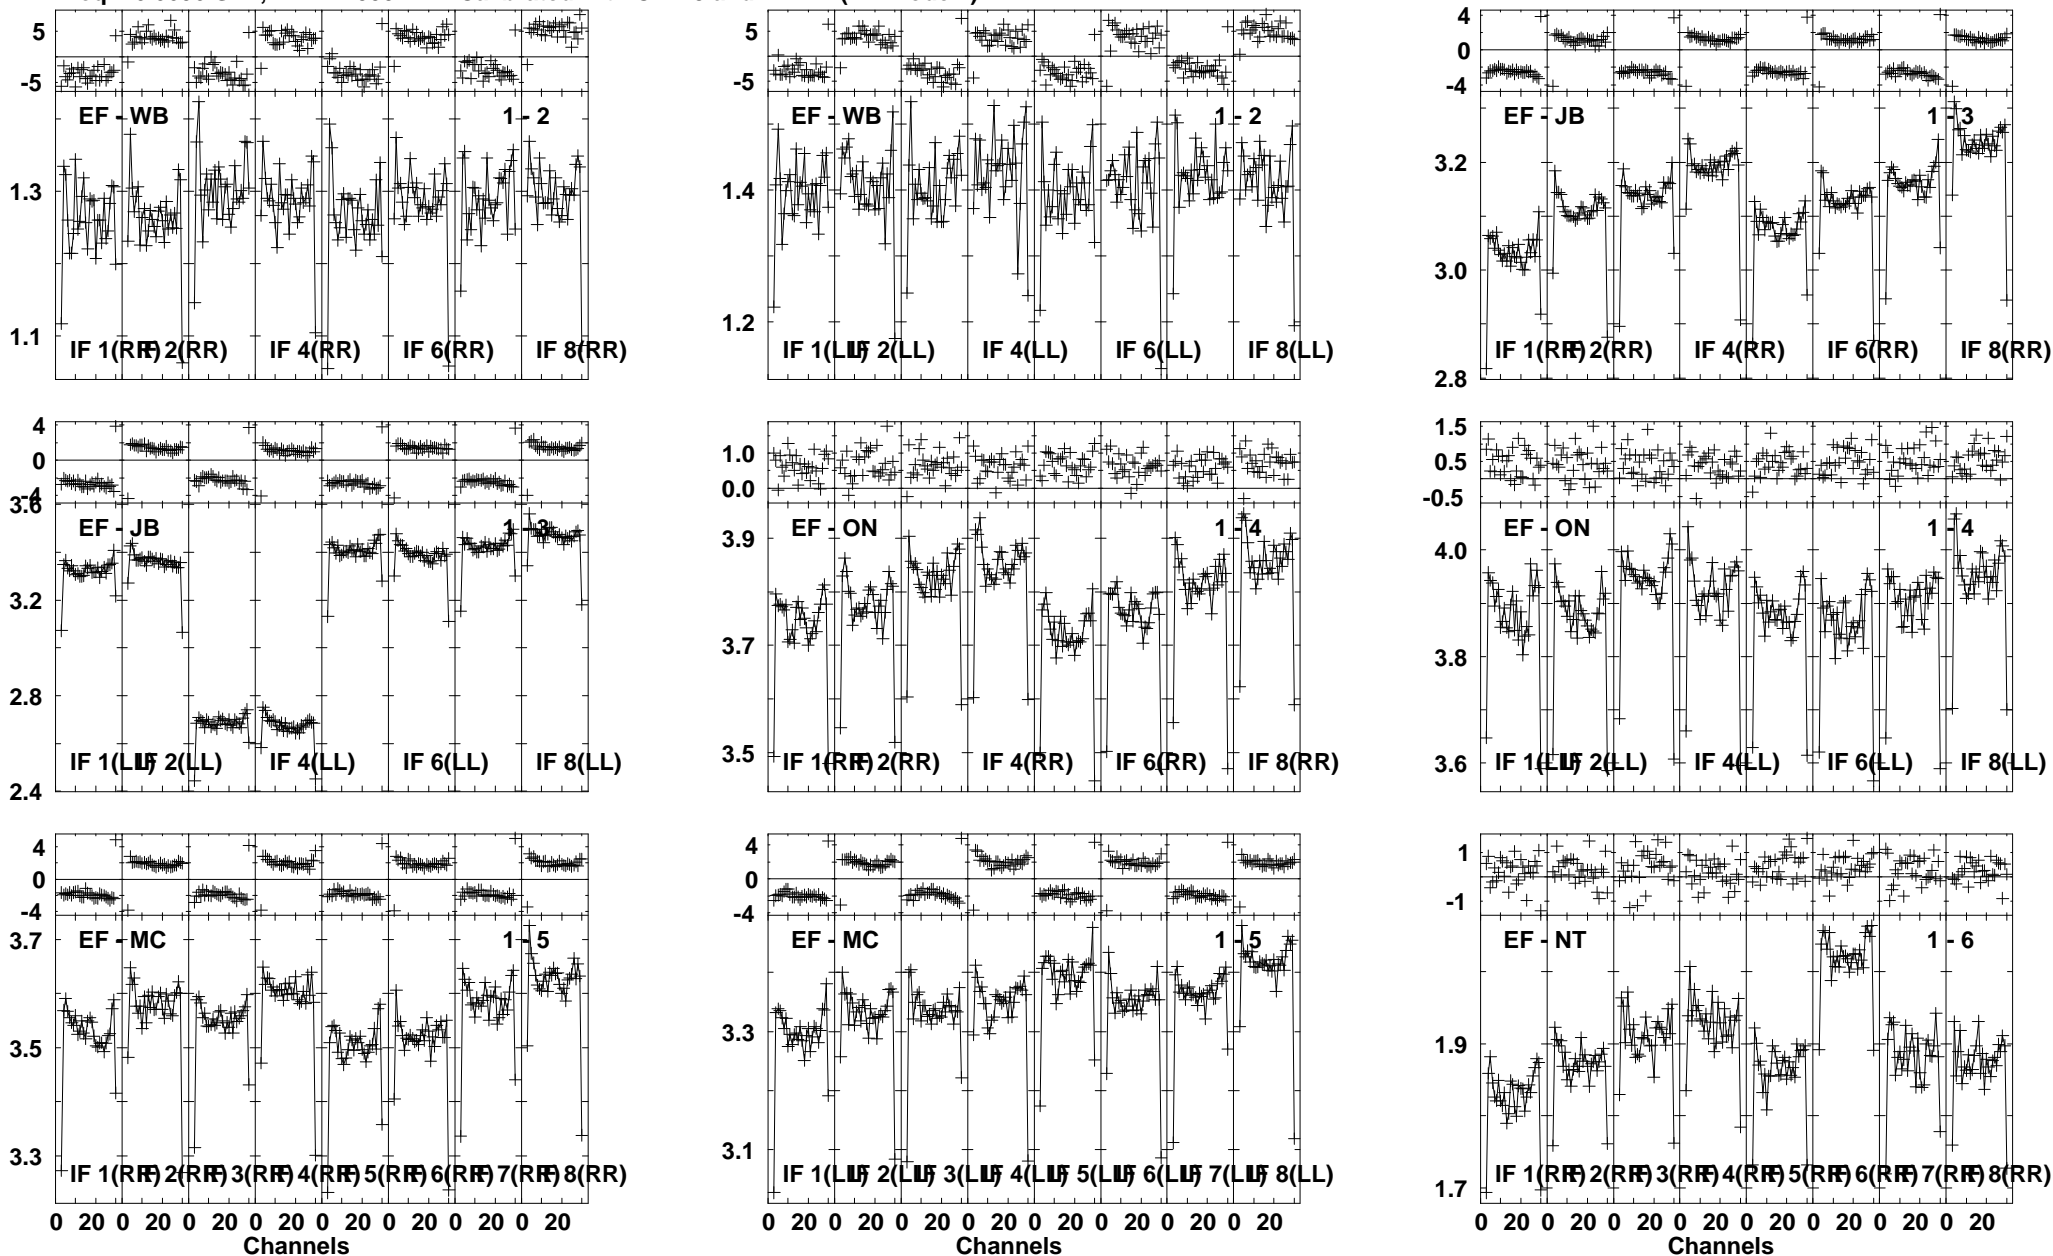 5
-5
EF - WB 1 - 2
1.3
1.1
IF 1(RR) IF 2(RR) IF 4(RR) IF 6(RR) IF 8(RR)
5
-5
EF - WB 1 - 2
1.4
1.2
IF 1(LL) IF 2(LL) IF 4(LL) IF 6(LL) IF 8(LL)
4
0
-4
EF - JB 1 - 3
3.2
3.0
2.8
IF 1(RR) IF 2(RR) IF 4(RR) IF 6(RR) IF 8(RR)
4
0
-4
3.6
EF - JB 1 - 3
3.2
2.8
2.4
IF 1(LL) IF 2(LL) IF 4(LL) IF 6(LL) IF 8(LL)
1.0
0.0
EF - ON 1 - 4
3.9
3.7
3.5
IF 1(RR) IF 2(RR) IF 4(RR) IF 6(RR) IF 8(RR)
1.5
0.5
-0.5
EF - ON 1 - 4
4.0
3.8
3.6
IF 1(LL) IF 2(LL) IF 4(LL) IF 6(LL) IF 8(LL)
4
0
-4
EF - MC 1 - 5
3.7
3.5
3.3
IF 1(RR) IF 2(RR) IF 3(RR) IF 4(RR) IF 5(RR) IF 6(RR) IF 7(RR) IF 8(RR)
0 20 0 20 0 20 0 20 0 20 0 20 0 20 0 20
Channels
4
0
-4
EF - MC 1 - 5
3.3
3.1
IF 1(LL) IF 2(LL) IF 3(LL) IF 4(LL) IF 5(LL) IF 6(LL) IF 7(LL) IF 8(LL)
0 20 0 20 0 20 0 20 0 20 0 20 0 20 0 20
Channels
1
-1
EF - NT 1 - 6
1.9
1.7
IF 1(RR) IF 2(RR) IF 3(RR) IF 4(RR) IF 5(RR) IF 6(RR) IF 7(RR) IF 8(RR)
0 20 0 20 0 20 0 20 0 20 0 20 0 20 0 20
Channels